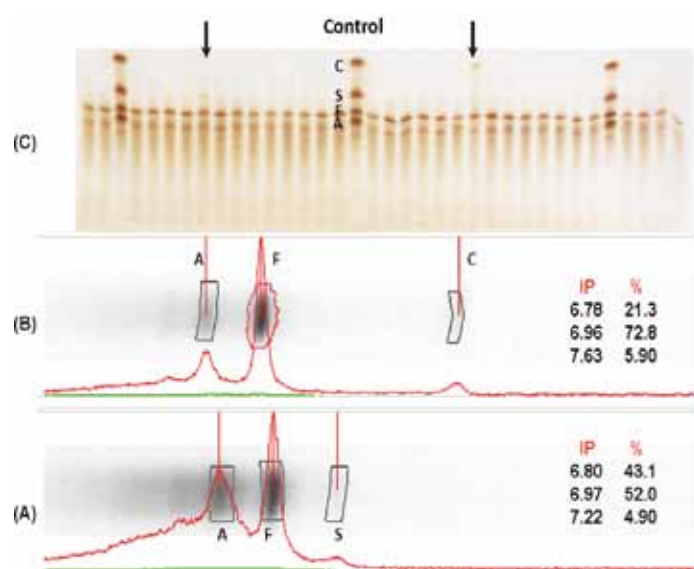 Control
C
S
F
A
(C)
A F C
IP %
6.78 21.3
6.96 72.8
7.63 5.90
(B)
IP %
6.80 43.1
6.97 52.0
7.22 4.90
(A)
A F S